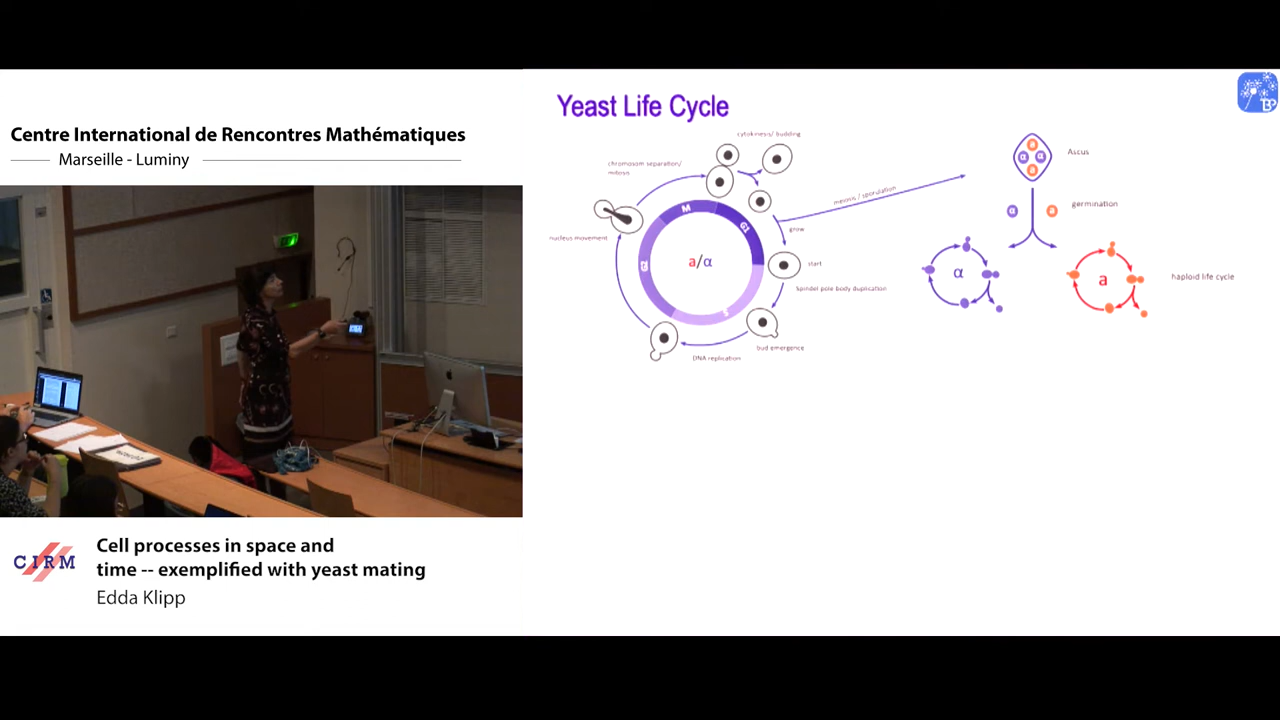 Centre International de Rencontres Mathématiques
Marseille - Luminy
CIRM
Cell processes in space and
time -- exemplified with yeast mating
Edda Klipp
Yeast Life Cycle
TBP
cytokinesis/ budding
chromosom separation/
mitosis
nucleus movement
M
G1
G2
S
a/α
grow
start
Spindel pole body duplication
bud emergence
DNA replication
meiosis / sporulation
a
α α
a
Ascus
α a
germination
α
a
haploid life cycle